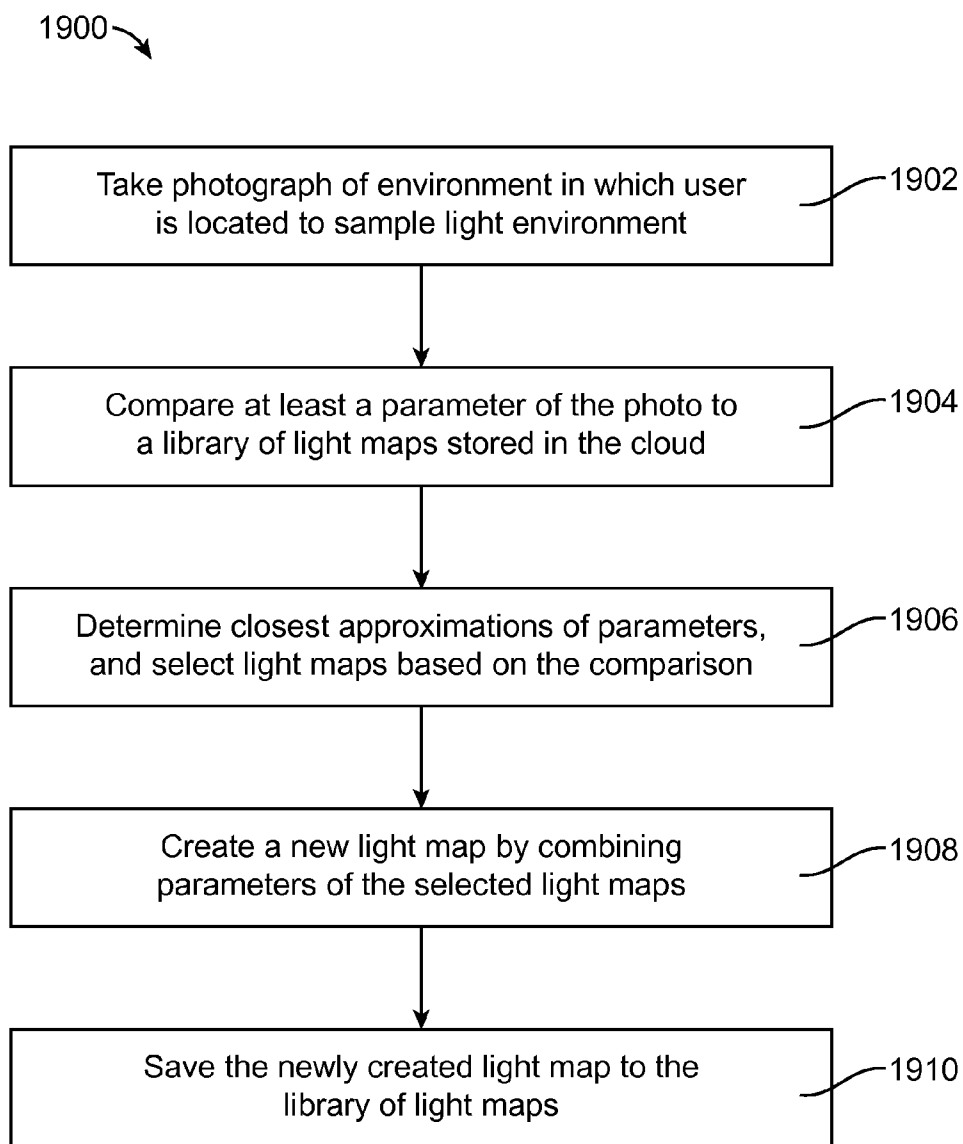 1900
Take photograph of environment in which user
is located to sample light environment
1902
Compare at least a parameter of the photo to
a library of light maps stored in the cloud
1904
Determine closest approximations of parameters,
and select light maps based on the comparison
1906
Create a new light map by combining
parameters of the selected light maps
1908
Save the newly created light map to the
library of light maps
1910